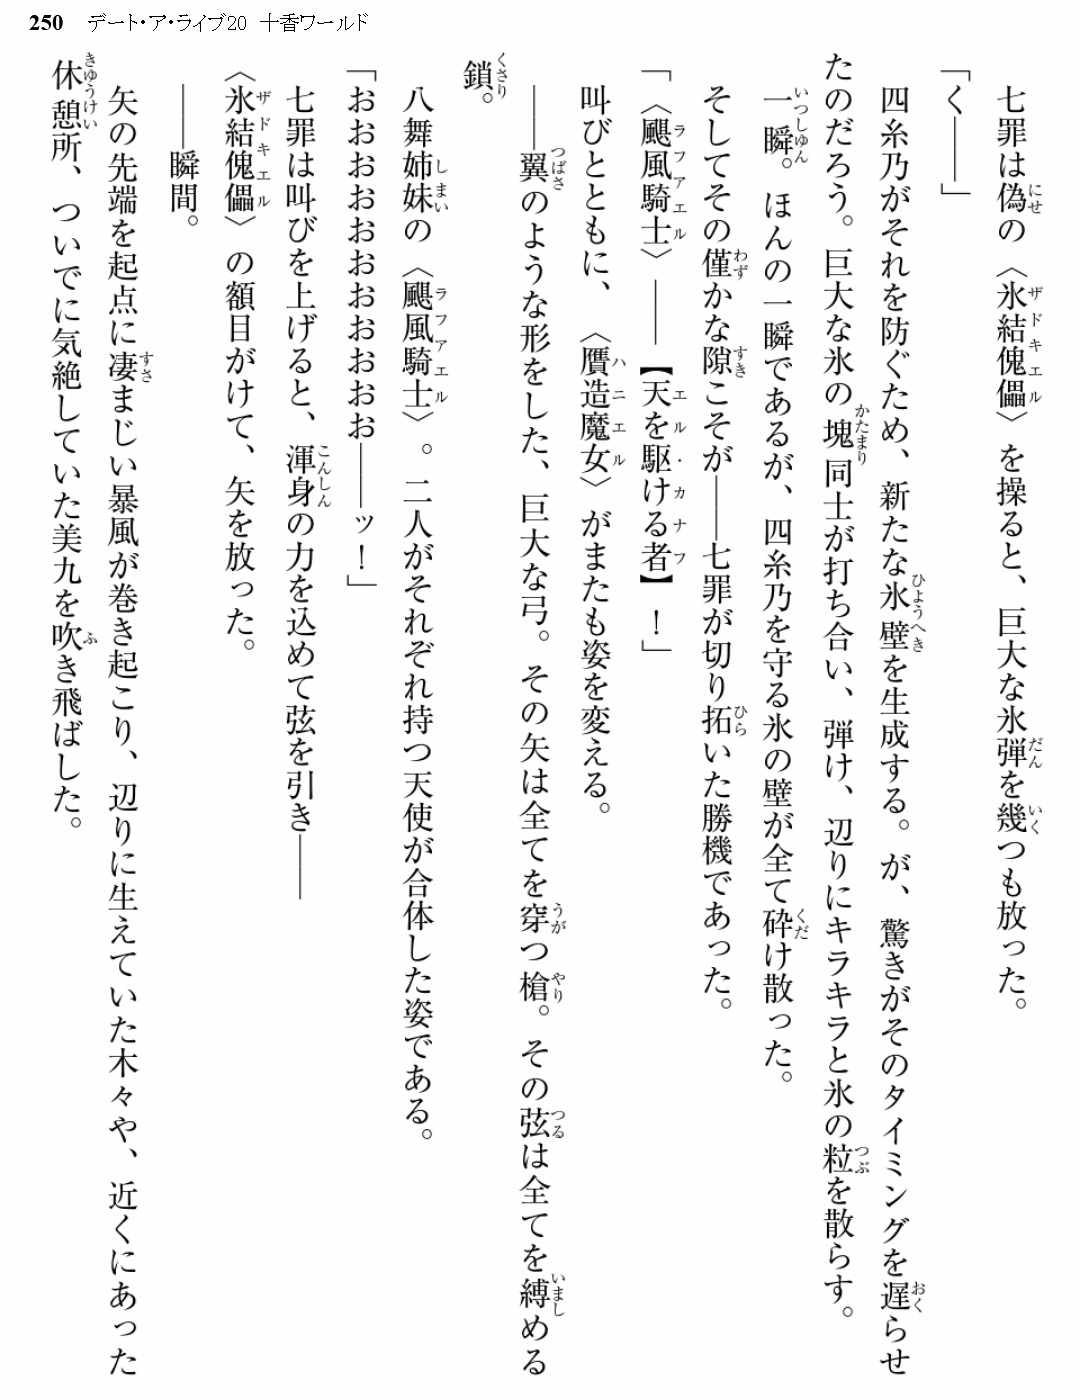 250 デート・ア・ライブ20 十香ワールド
七罪は偽の〈氷結傀儡〉を操ると、巨大な氷弾を幾つも放った。
「く――」
四糸乃がそれを防ぐため、新たな氷壁を生成する。が、驚きがそのタイミングを遅らせ
たのだろう。巨大な氷の塊同士が打ち合い、弾け、辺りにキラキラと氷の粒を散らす。
一瞬。ほんの一瞬であるが、四糸乃を守る氷の壁が全て砕け散った。
そしてその僅かな隙こそが――七罪が切り拓いた勝機であった。
「〈颶風騎士〉――【天を駆ける者】！」
叫びとともに、〈贋造魔女〉がまたも姿を変える。
――翼のような形をした、巨大な弓。その矢は全てを穿つ槍。その弦は全てを縛める
鎖。
八舞姉妹の〈颶風騎士〉。二人がそれぞれ持つ天使が合体した姿である。
「おおおおおおおおおおお――ッ！」
七罪は叫びを上げると、渾身の力を込めて弦を引き――
〈氷結傀儡〉の額目がけて、矢を放った。
――瞬間。
矢の先端を起点に凄まじい暴風が巻き起こり、辺りに生えていた木々や、近くにあった
休憩所、ついでに気絶していた美九を吹き飛ばした。